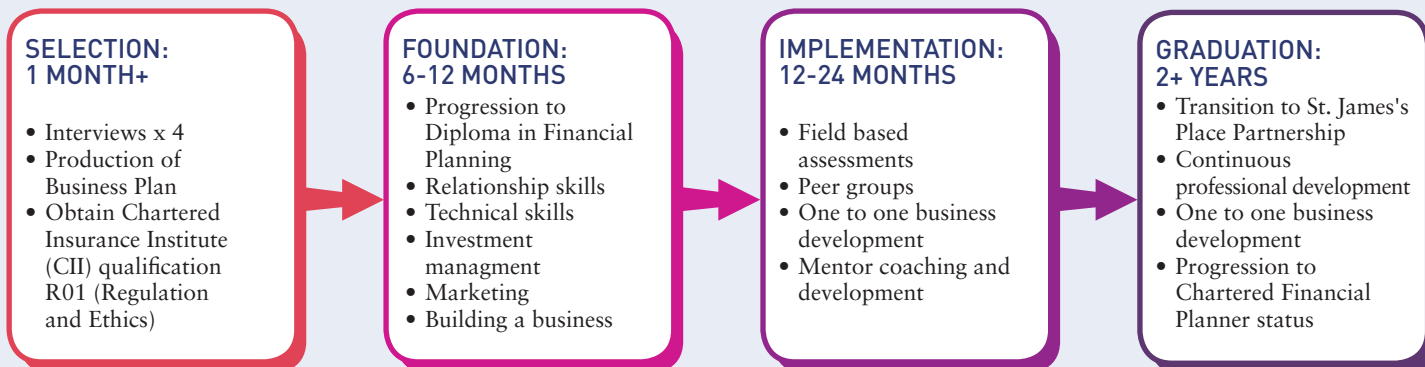 SELECTION:
1 MONTH+
• Interviews x 4
• Production of
Business Plan
• Obtain Chartered
Insurance Institute
(CII) qualification
R01 (Regulation
and Ethics)
FOUNDATION:
6-12 MONTHS
• Progression to
Diploma in Financial
Planning
• Relationship skills
• Technical skills
• Investment
managment
• Marketing
• Building a business
IMPLEMENTATION:
12-24 MONTHS
• Field based
assessments
• Peer groups
• One to one business
development
• Mentor coaching and
development
GRADUATION:
2+ YEARS
• Transition to St. James's
Place Partnership
• Continuous
professional development
• One to one business
development
• Progression to
Chartered Financial
Planner status